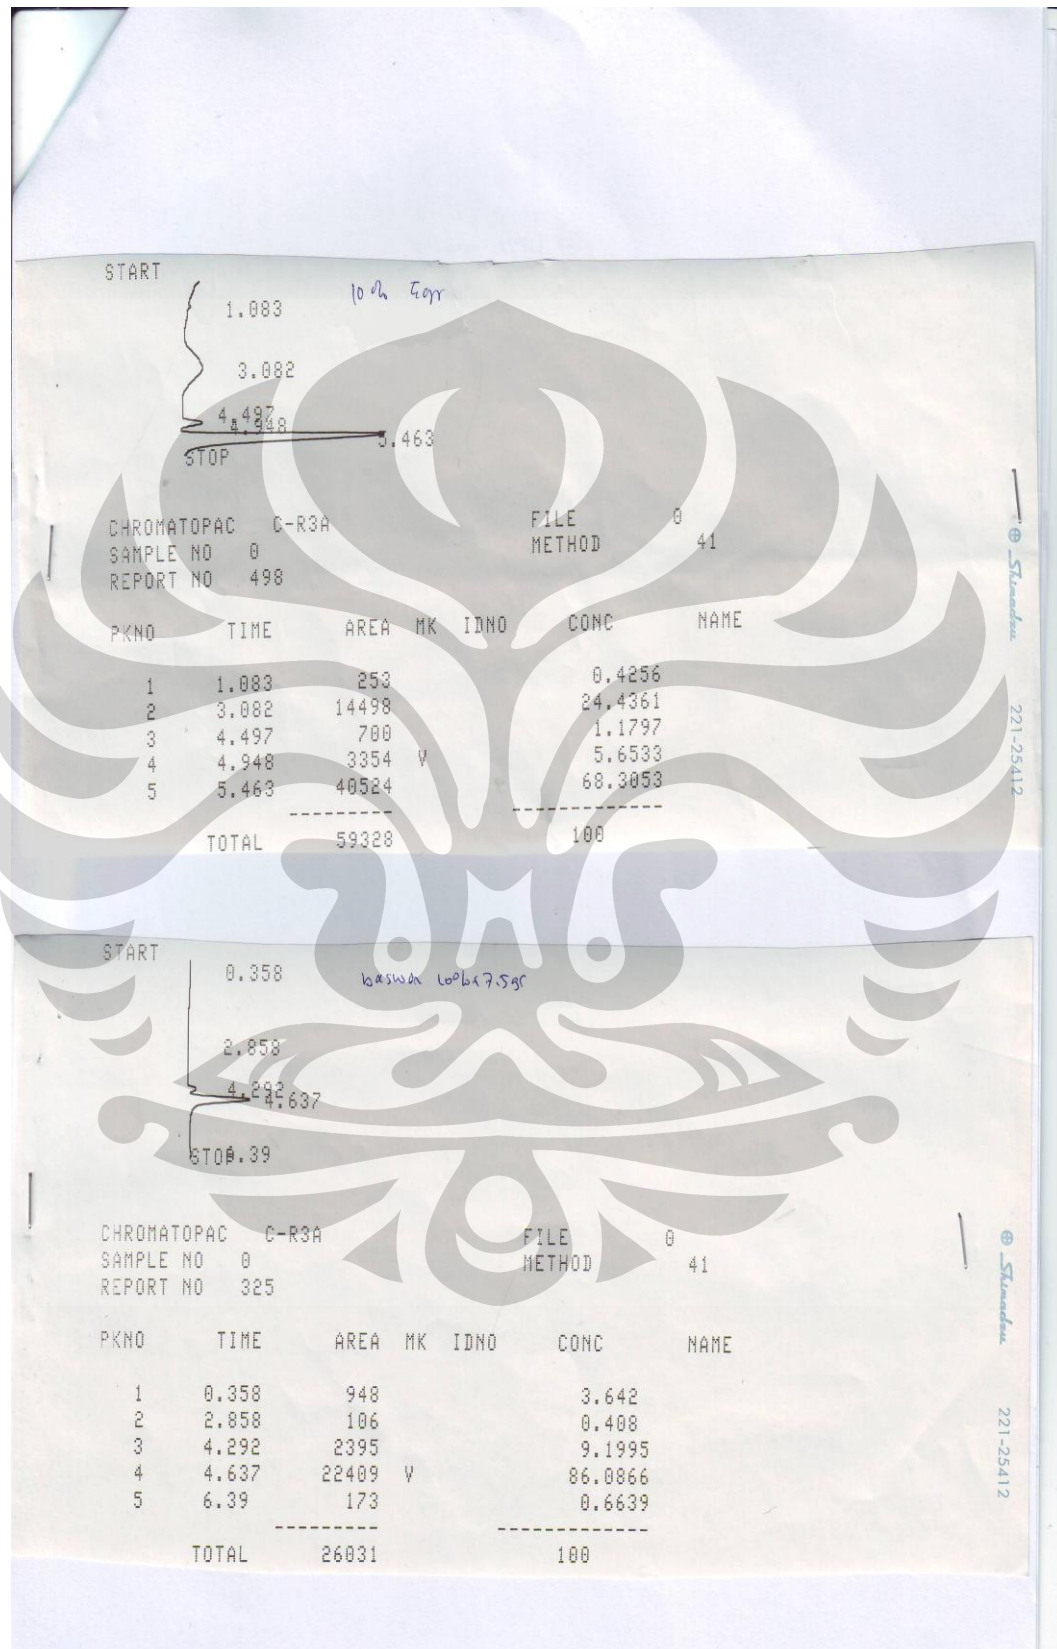 START
10 Egr
1.083
3.082
4.497
4.948
5.463
STOP
CHROMATOPAC C-R3A FILE 0
SAMPLE NO 0 METHOD 41
REPORT NO 498
PKNO TIME AREA MK IDNO CONC NAME
1 1.083 253 0.4256
2 3.082 14498 24.4361
3 4.497 700 1.1797
4 4.948 3354 V 5.6533
5 5.463 40524 68.3053
TOTAL 59328 100
Shimadzu 221-25412
START
0.358
7.5gr
2.858
4.292
4.637
STOP 6.39
CHROMATOPAC C-R3A FILE 0
SAMPLE NO 0 METHOD 41
REPORT NO 325
PKNO TIME AREA MK IDNO CONC NAME
1 0.358 948 3.642
2 2.858 106 0.408
3 4.292 2395 9.1995
4 4.637 22409 V 86.0866
5 6.39 173 0.6639
TOTAL 26031 100
Shimadzu 221-25412